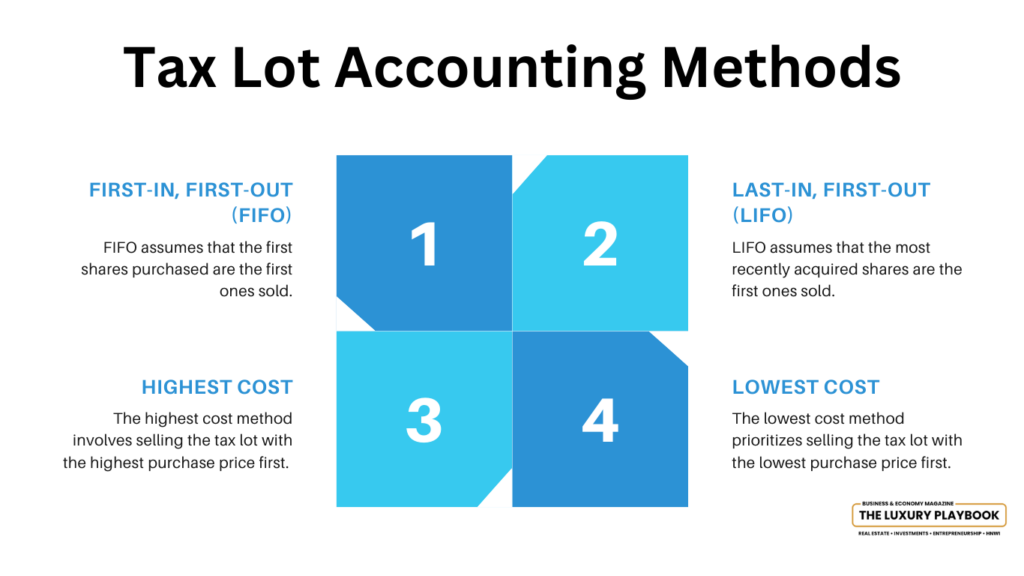 Tax Lot Accounting Methods
FIRST-IN, FIRST-OUT
(FIFO)
FIFO assumes that the first
shares purchased are the first
ones sold.
1
2
LAST-IN, FIRST-OUT
(LIFO)
LIFO assumes that the most
recently acquired shares are the
first ones sold.
HIGHEST COST
The highest cost method
involves selling the tax lot with
the highest purchase price first.
3
4
LOWEST COST
The lowest cost method
prioritizes selling the tax lot with
the lowest purchase price first.
BUSINESS & ECONOMY MAGAZINE
THE LUXURY PLAYBOOK
REAL ESTATE • INVESTMENTS • ENTREPRENEURSHIP • HNWI